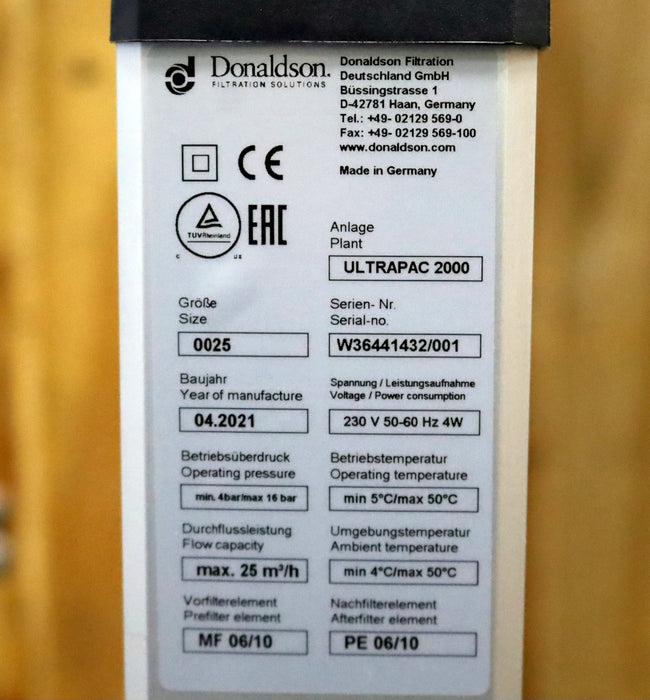 Donaldson.
FILTRATION SOLUTIONS
Donaldson Filtration
Deutschland GmbH
Büssingstrasse 1
D-42781 Haan, Germany
Tel.: +49- 02129 569-0
Fax: +49- 02129 569-100
www.donaldson.com
Made in Germany
CE
TÜVRheinland
C US
EAC
Anlage
Plant
ULTRAPAC 2000
Größe
Size
0025
Serien- Nr.
Serial-no.
W36441432/001
Baujahr
Year of manufacture
04.2021
Spannung / Leistungsaufnahme
Voltage / Power consumption
230 V 50-60 Hz 4W
Betriebsüberdruck
Operating pressure
min. 4bar/max 16 bar
Betriebstemperatur
Operating temperature
min 5°C/max 50°C
Durchflussleistung
Flow capacity
max. 25 m³/h
Umgebungstemperatur
Ambient temperature
min 4°C/max 50°C
Vorfilterelement
Prefilter element
MF 06/10
Nachfilterelement
Afterfilter element
PE 06/10